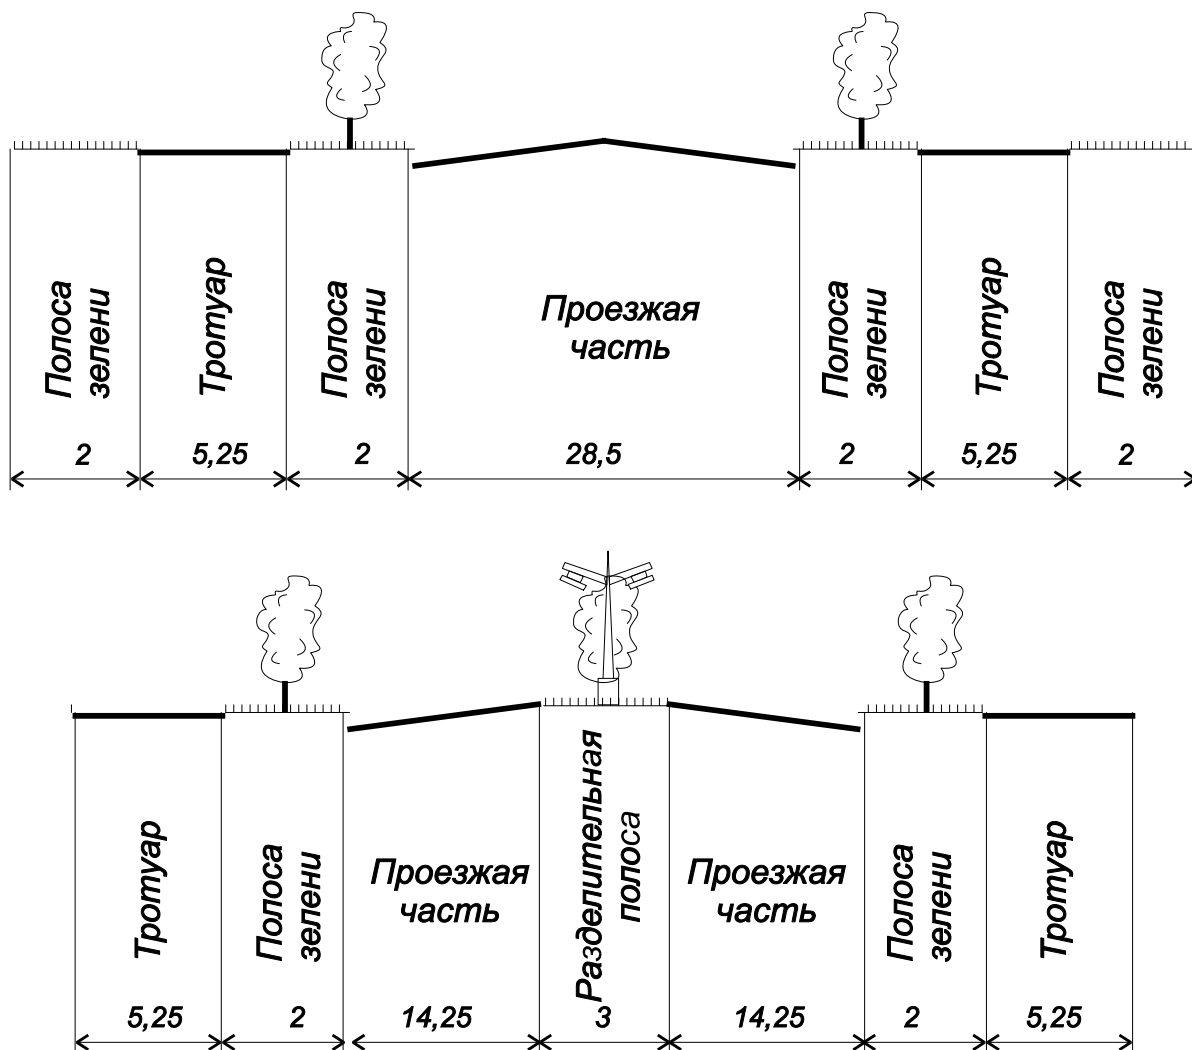 Полоса
зелени
Тротуар
Полоса
зелени
Проезжая
часть
Полоса
зелени
Тротуар
Полоса
зелени
2
5,25
2
28,5
2
5,25
2
Тротуар
Полоса
зелени
Проезжая
часть
Разделительная
полоса
Проезжая
часть
Полоса
зелени
Тротуар
5,25
2
14,25
3
14,25
2
5,25